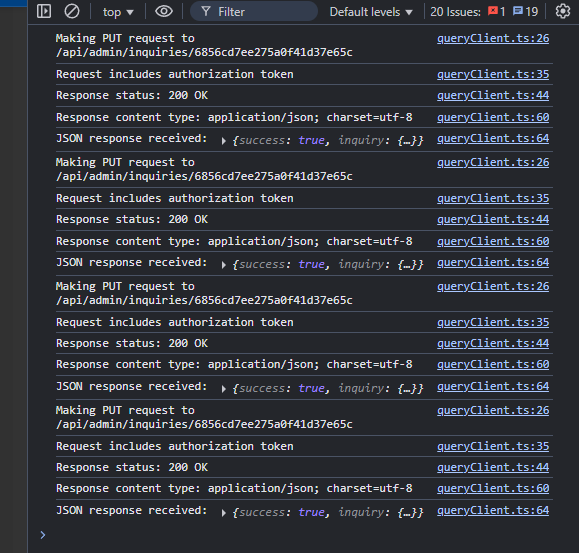 top Filter Default levels 20 Issues: 1 19
Making PUT request to queryClient.ts:26
/api/admin/inquiries/6856cd7ee275a0f41d37e65c
Request includes authorization token queryClient.ts:35
Response status: 200 OK queryClient.ts:44
Response content type: application/json; charset=utf-8 queryClient.ts:60
JSON response received: ▶ {success: true, inquiry: {…}} queryClient.ts:64
Making PUT request to queryClient.ts:26
/api/admin/inquiries/6856cd7ee275a0f41d37e65c
Request includes authorization token queryClient.ts:35
Response status: 200 OK queryClient.ts:44
Response content type: application/json; charset=utf-8 queryClient.ts:60
JSON response received: ▶ {success: true, inquiry: {…}} queryClient.ts:64
Making PUT request to queryClient.ts:26
/api/admin/inquiries/6856cd7ee275a0f41d37e65c
Request includes authorization token queryClient.ts:35
Response status: 200 OK queryClient.ts:44
Response content type: application/json; charset=utf-8 queryClient.ts:60
JSON response received: ▶ {success: true, inquiry: {…}} queryClient.ts:64
Making PUT request to queryClient.ts:26
/api/admin/inquiries/6856cd7ee275a0f41d37e65c
Request includes authorization token queryClient.ts:35
Response status: 200 OK queryClient.ts:44
Response content type: application/json; charset=utf-8 queryClient.ts:60
JSON response received: ▶ {success: true, inquiry: {…}} queryClient.ts:64